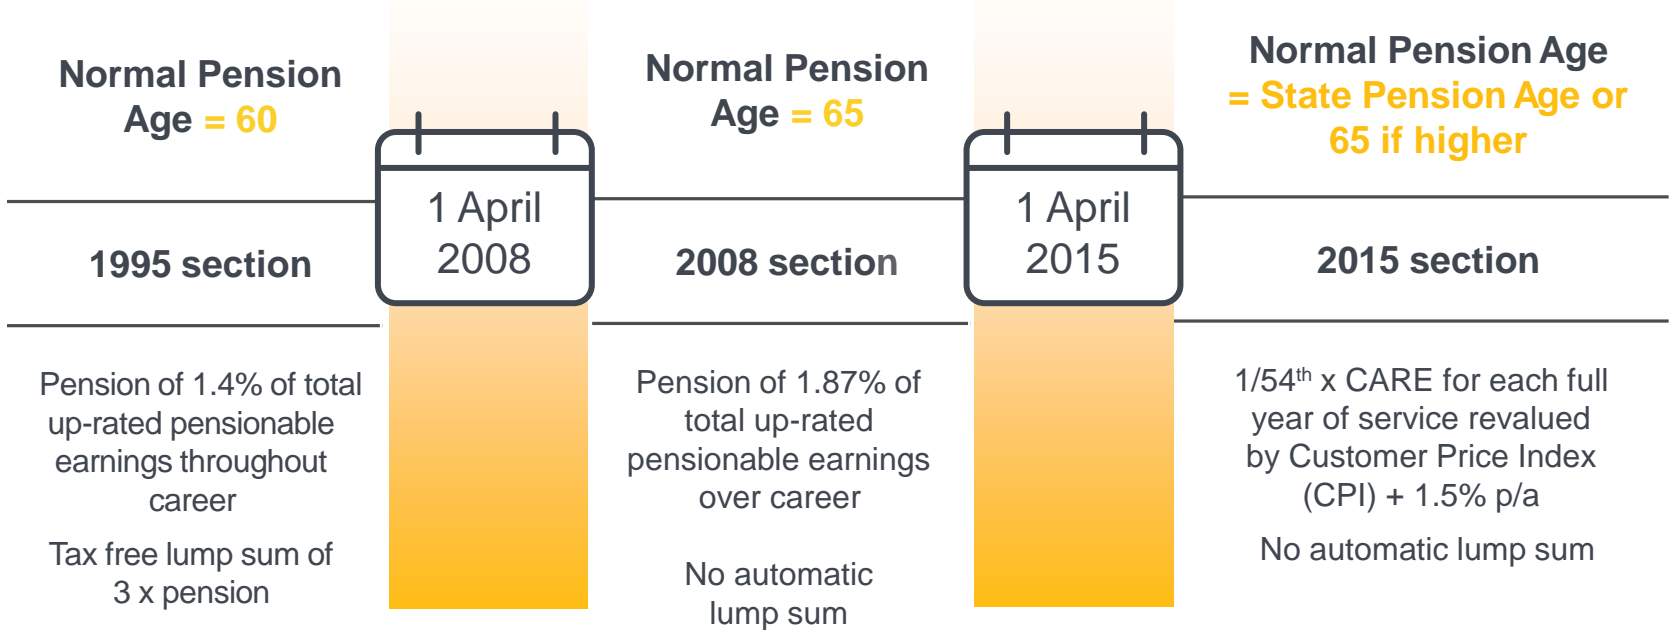 Normal Pension
Age = 60
1 April
2008
Normal Pension
Age = 65
1 April
2015
Normal Pension Age
= State Pension Age or
65 if higher
1995 section
2008 section
2015 section
Pension of 1.4% of total
up-rated pensionable
earnings throughout
career
Tax free lump sum of
3 x pension
Pension of 1.87% of
total up-rated
pensionable earnings
over career
No automatic
lump sum
1/54th x CARE for each full
year of service revalued
by Customer Price Index
(CPI) + 1.5% p/a
No automatic lump sum